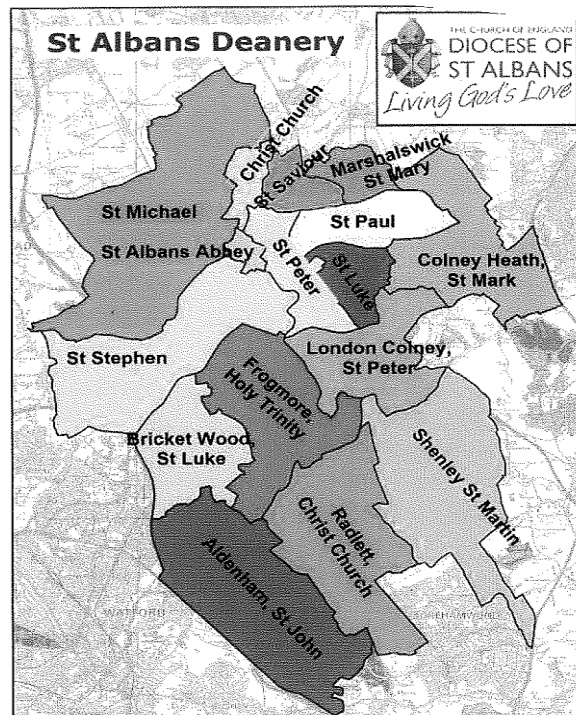 St Albans Deanery
THE CHURCH OF ENGLAND
DIOCESE OF
ST ALBANS
Living God's Love
Christ Church
St Saviour
Marshalswick
St Mary
St Michael
St Paul
St Albans Abbey
St Peter
St Luke
Colney Heath,
St Mark
St Stephen
London Colney,
St Peter
Frogmore,
Holy Trinity
Bricket Wood,
St Luke
Shenley St Martin
Radlett,
Christ Church
Aldenham, St John
WATFORD